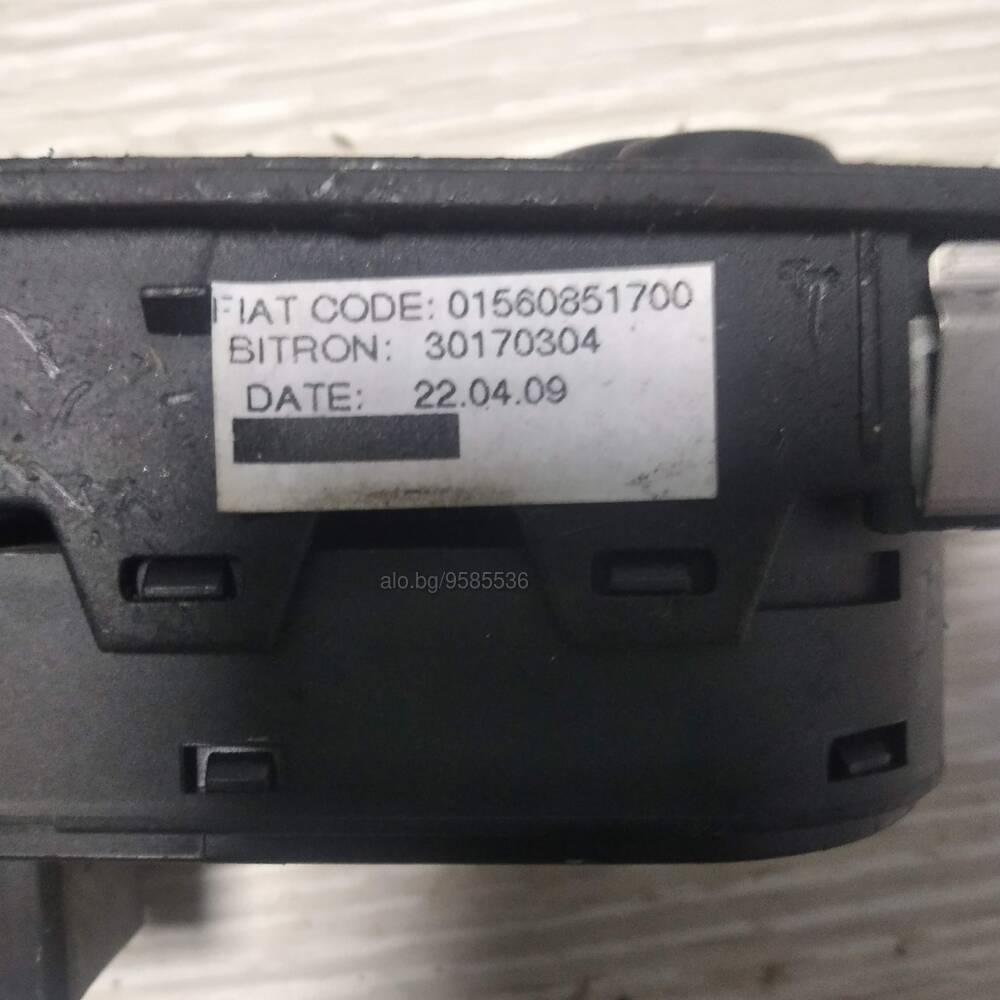 FIAT CODE: 01560851700
BITRON: 30170304
DATE: 22.04.09
alo.bg/9585536